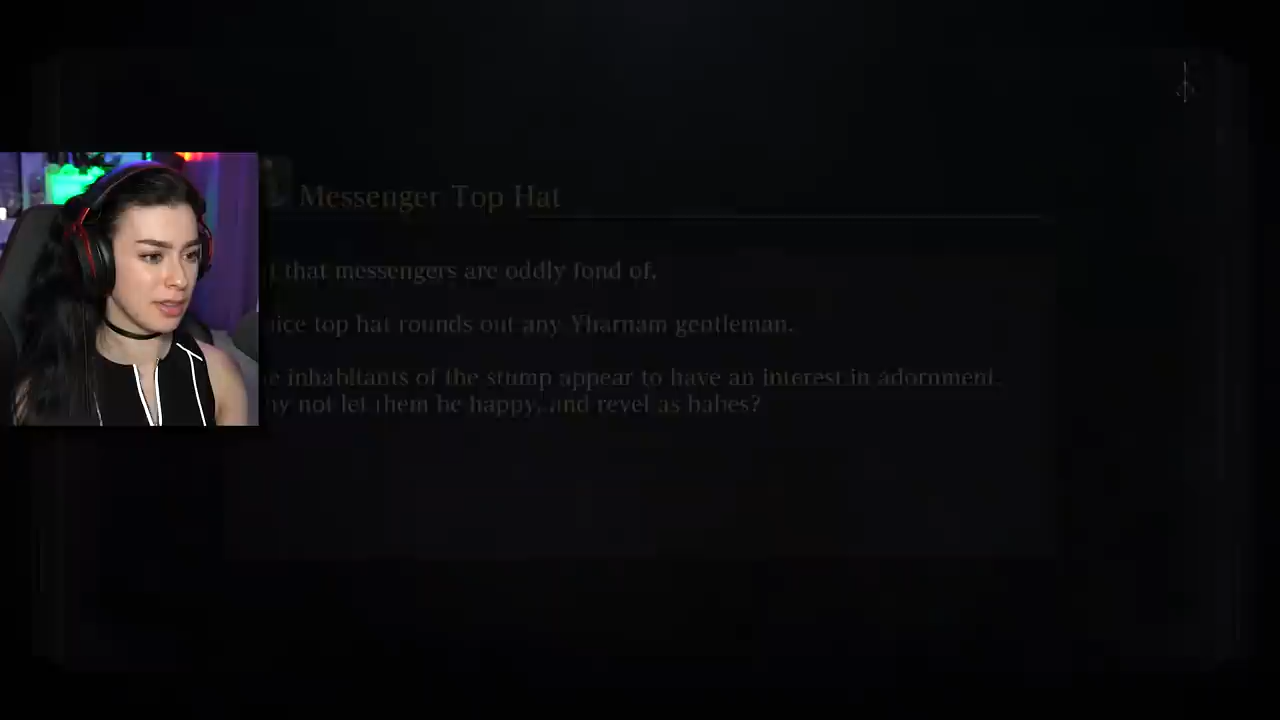 Messenger Top Hat
that messengers are oddly fond of.
nice top hat rounds out any Yharnam gentleman.
inhabitants of the stump appear to have an interest in adornment.
not let them be happy, and revel as babes?